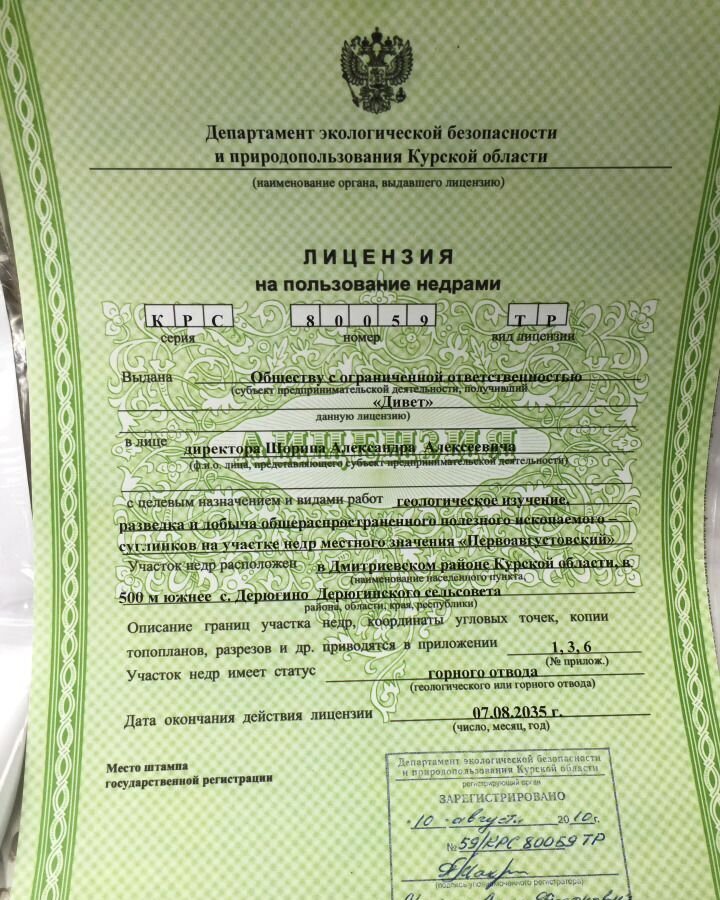 Департамент экологической безопасности
и природопользования Курской области
(наименование органа, выдавшего лицензию)
ЛИЦЕНЗИЯ
на пользование недрами
К Р С 8 0 0 5 9 Т Р
серия номер вид лицензии
Выдана Обществу с ограниченной ответственностью
(субъект предпринимательской деятельности, получивший
«Дивет»
данную лицензию)
в лице директора Шорина Александра Алексеевича
ЛИЦЕНЗИЯ
(ф.и.о. лица, представляющего субъект предпринимательской деятельности)
с целевым назначением и видами работ геологическое изучение,
разведка и добыча общераспространенного полезного ископаемого –
суглинков на участке недр местного значения «Первоавгустовский»
Участок недр расположен в Дмитриевском районе Курской области, в
(наименование населенного пункта,
500 м южнее с. Дерюгино Дерюгинского сельсовета
района, области, края, республики)
Описание границ участка недр, координаты угловых точек, копии
топопланов, разрезов и др. приводятся в приложении 1, 3, 6
(№ прилож.)
Участок недр имеет статус горного отвода
(геологического или горного отвода)
Дата окончания действия лицензии 07.08.2035 г.
(число, месяц, год)
Место штампа
государственной регистрации
Департамент экологической безопасности
и природопользования Курской области
регистрирующий орган
ЗАРЕГИСТРИРОВАНО
«10» августа 2010 г.
№ 59/КРС 80059 ТР
(подпись уполномоченного регистратора)